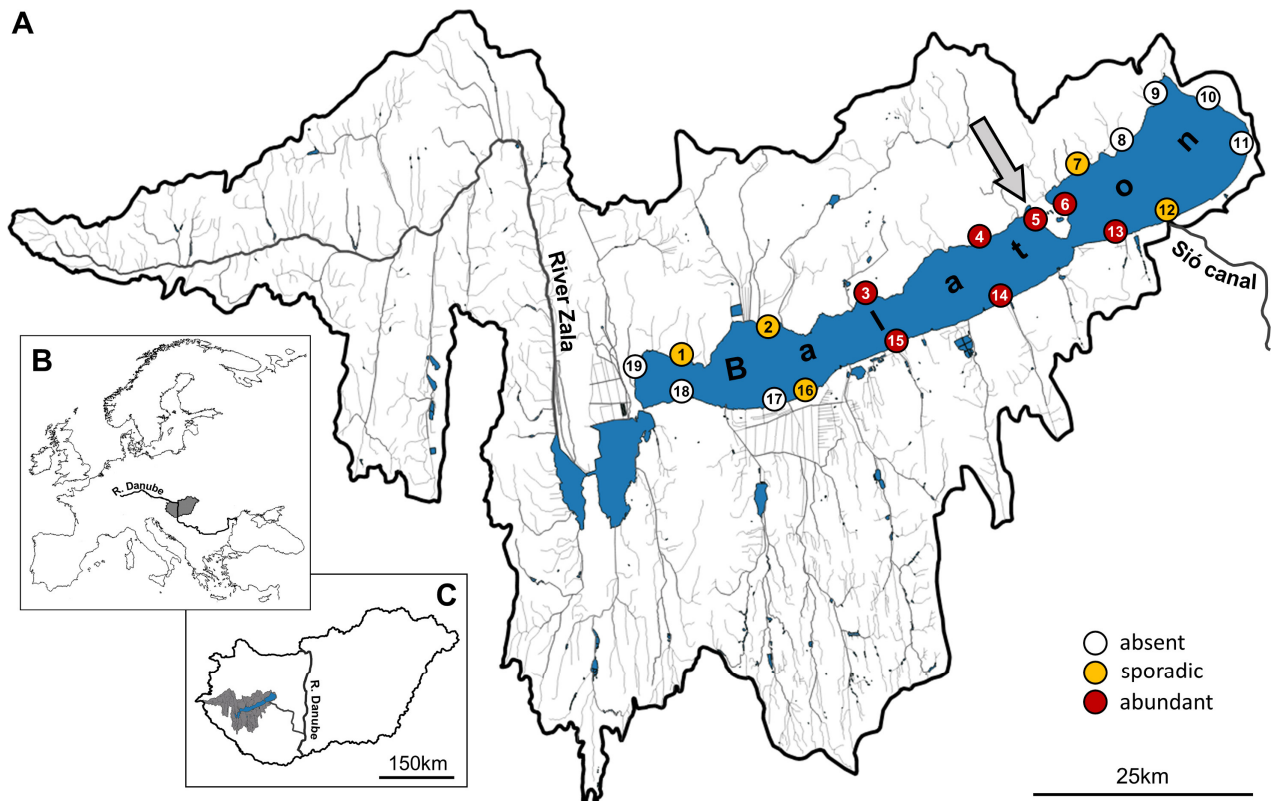 A
9
10
8
11
7
n
6
o
5
12
4
13
t
Sió canal
River Zala
3
a
14
l
2
15
1
a
19
B
16
18
17
B
R. Danube
C
R. Danube
150km
absent
sporadic
abundant
25km